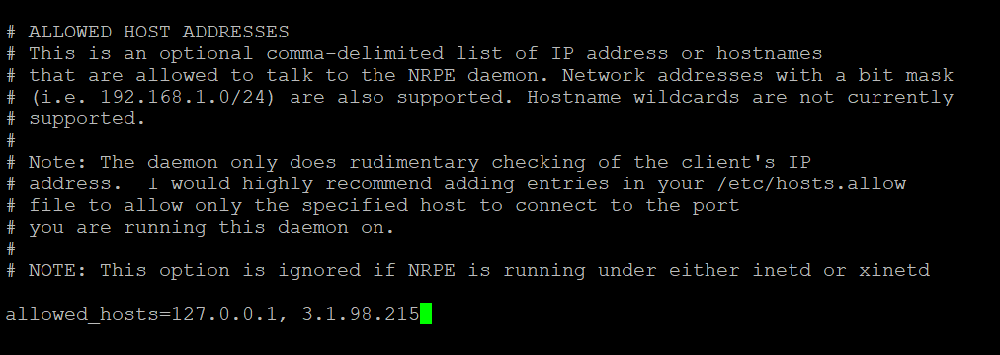 # ALLOWED HOST ADDRESSES
# This is an optional comma-delimited list of IP address or hostnames
# that are allowed to talk to the NRPE daemon. Network addresses with a bit mask
# (i.e. 192.168.1.0/24) are also supported. Hostname wildcards are not currently
# supported.
#
# Note: The daemon only does rudimentary checking of the client's IP
# address.  I would highly recommend adding entries in your /etc/hosts.allow
# file to allow only the specified host to connect to the port
# you are running this daemon on.
#
# NOTE: This option is ignored if NRPE is running under either inetd or xinetd
allowed_hosts=127.0.0.1, 3.1.98.215